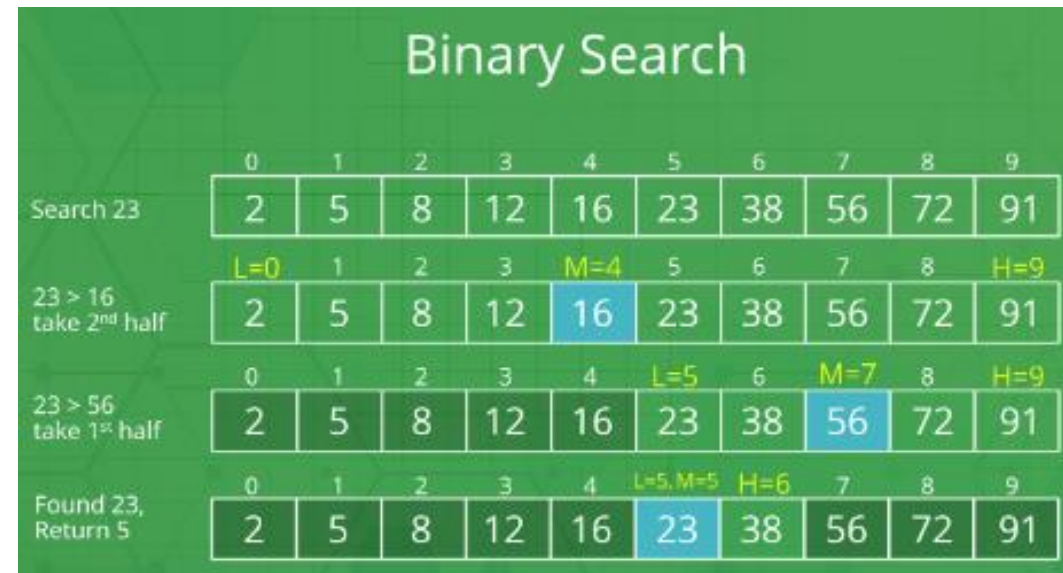 Binary Search
0 1 2 3 4 5 6 7 8 9
Search 23 2 5 8 12 16 23 38 56 72 91
L=0 1 2 3 M=4 5 6 7 8 H=9
23 > 16
take 2nd half 2 5 8 12 16 23 38 56 72 91
0 1 2 3 4 L=5 6 M=7 8 H=9
23 > 56
take 1st half 2 5 8 12 16 23 38 56 72 91
0 1 2 3 4 L=5, M=5 H=6 7 8 9
Found 23,
Return 5 2 5 8 12 16 23 38 56 72 91